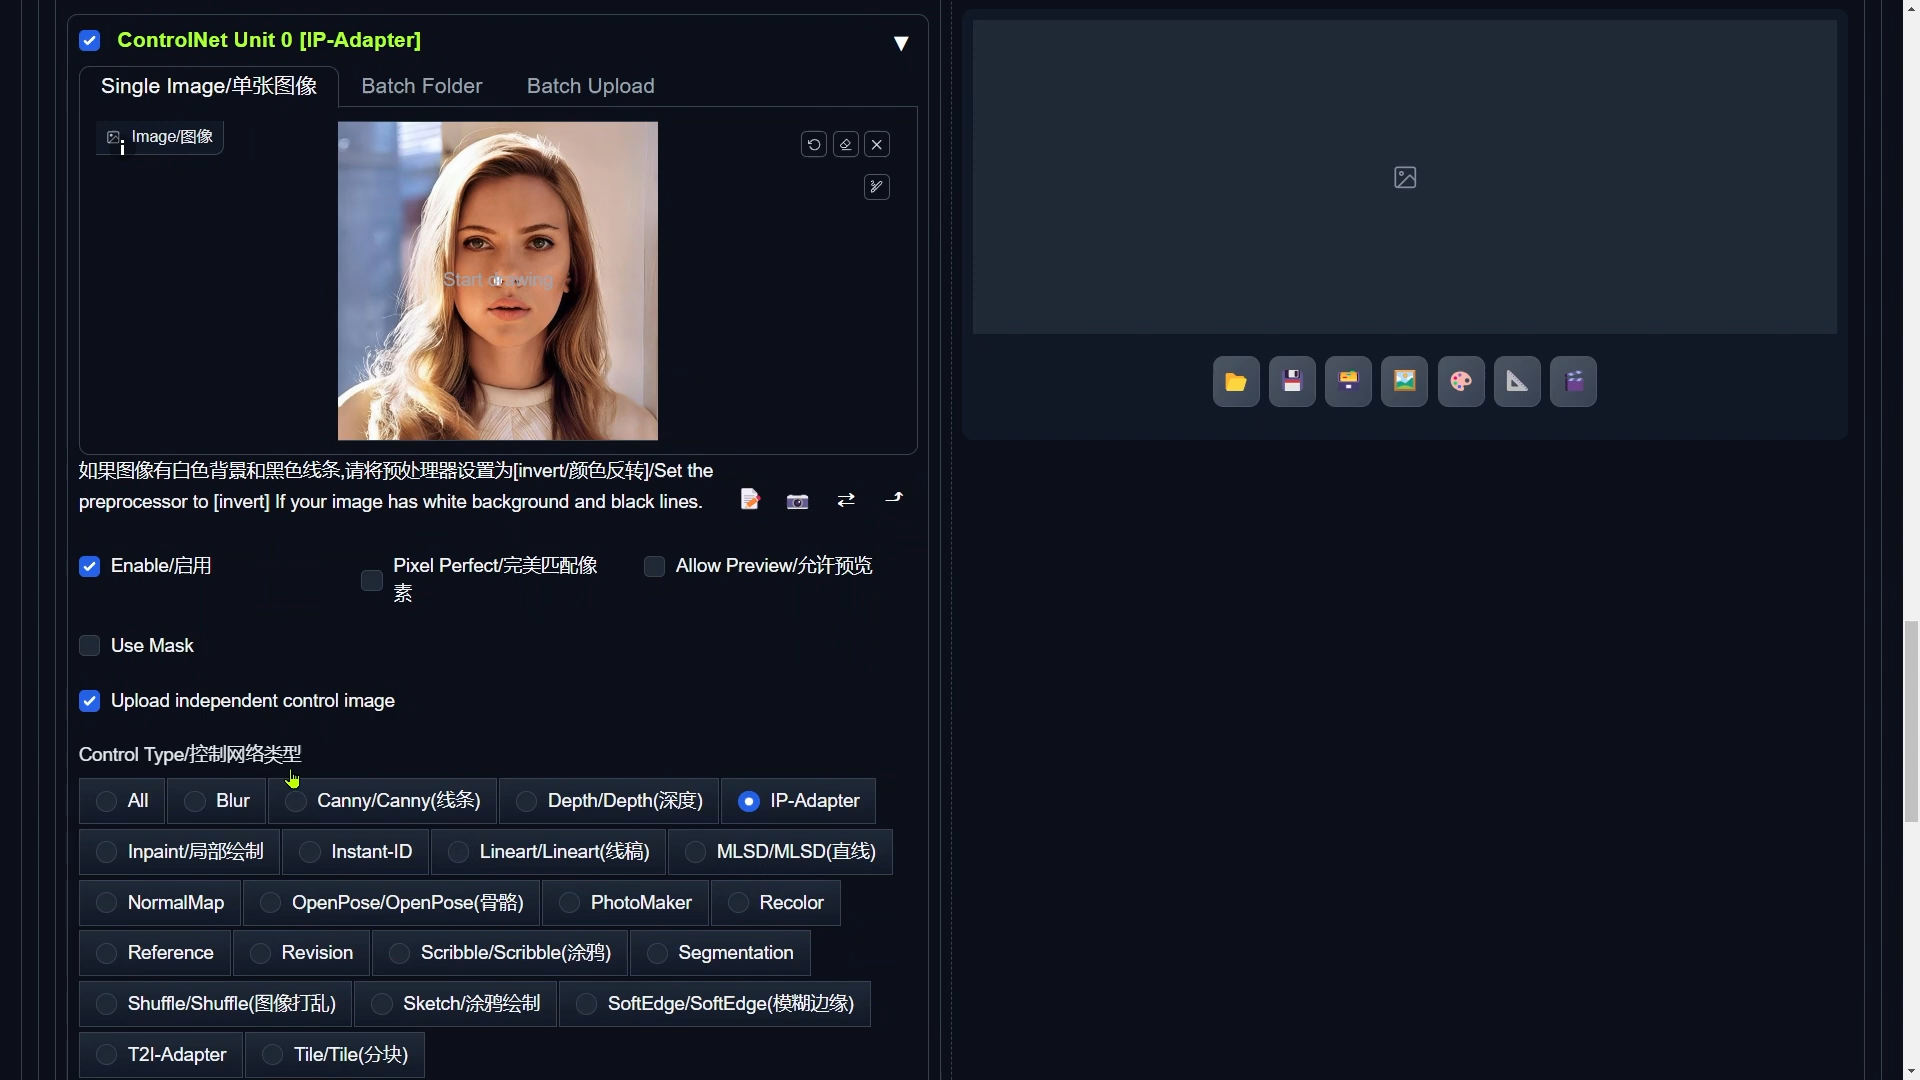 ControlNet Unit 0 [IP-Adapter]
Single Image/单张图像
Batch Folder
Batch Upload
Image/图像
Start drawing
如果图像有白色背景和黑色线条,请将预处理器设置为[invert/颜色反转]/Set the
preprocessor to [invert] If your image has white background and black lines.
Enable/启用
Pixel Perfect/完美匹配像
素
Allow Preview/允许预览
Use Mask
Upload independent control image
Control Type/控制网络类型
All
Blur
Canny/Canny(线条)
Depth/Depth(深度)
IP-Adapter
Inpaint/局部绘制
Instant-ID
Lineart/Lineart(线稿)
MLSD/MLSD(直线)
NormalMap
OpenPose/OpenPose(骨骼)
PhotoMaker
Recolor
Reference
Revision
Scribble/Scribble(涂鸦)
Segmentation
Shuffle/Shuffle(图像打乱)
Sketch/涂鸦绘制
SoftEdge/SoftEdge(模糊边缘)
T2I-Adapter
Tile/Tile(分块)